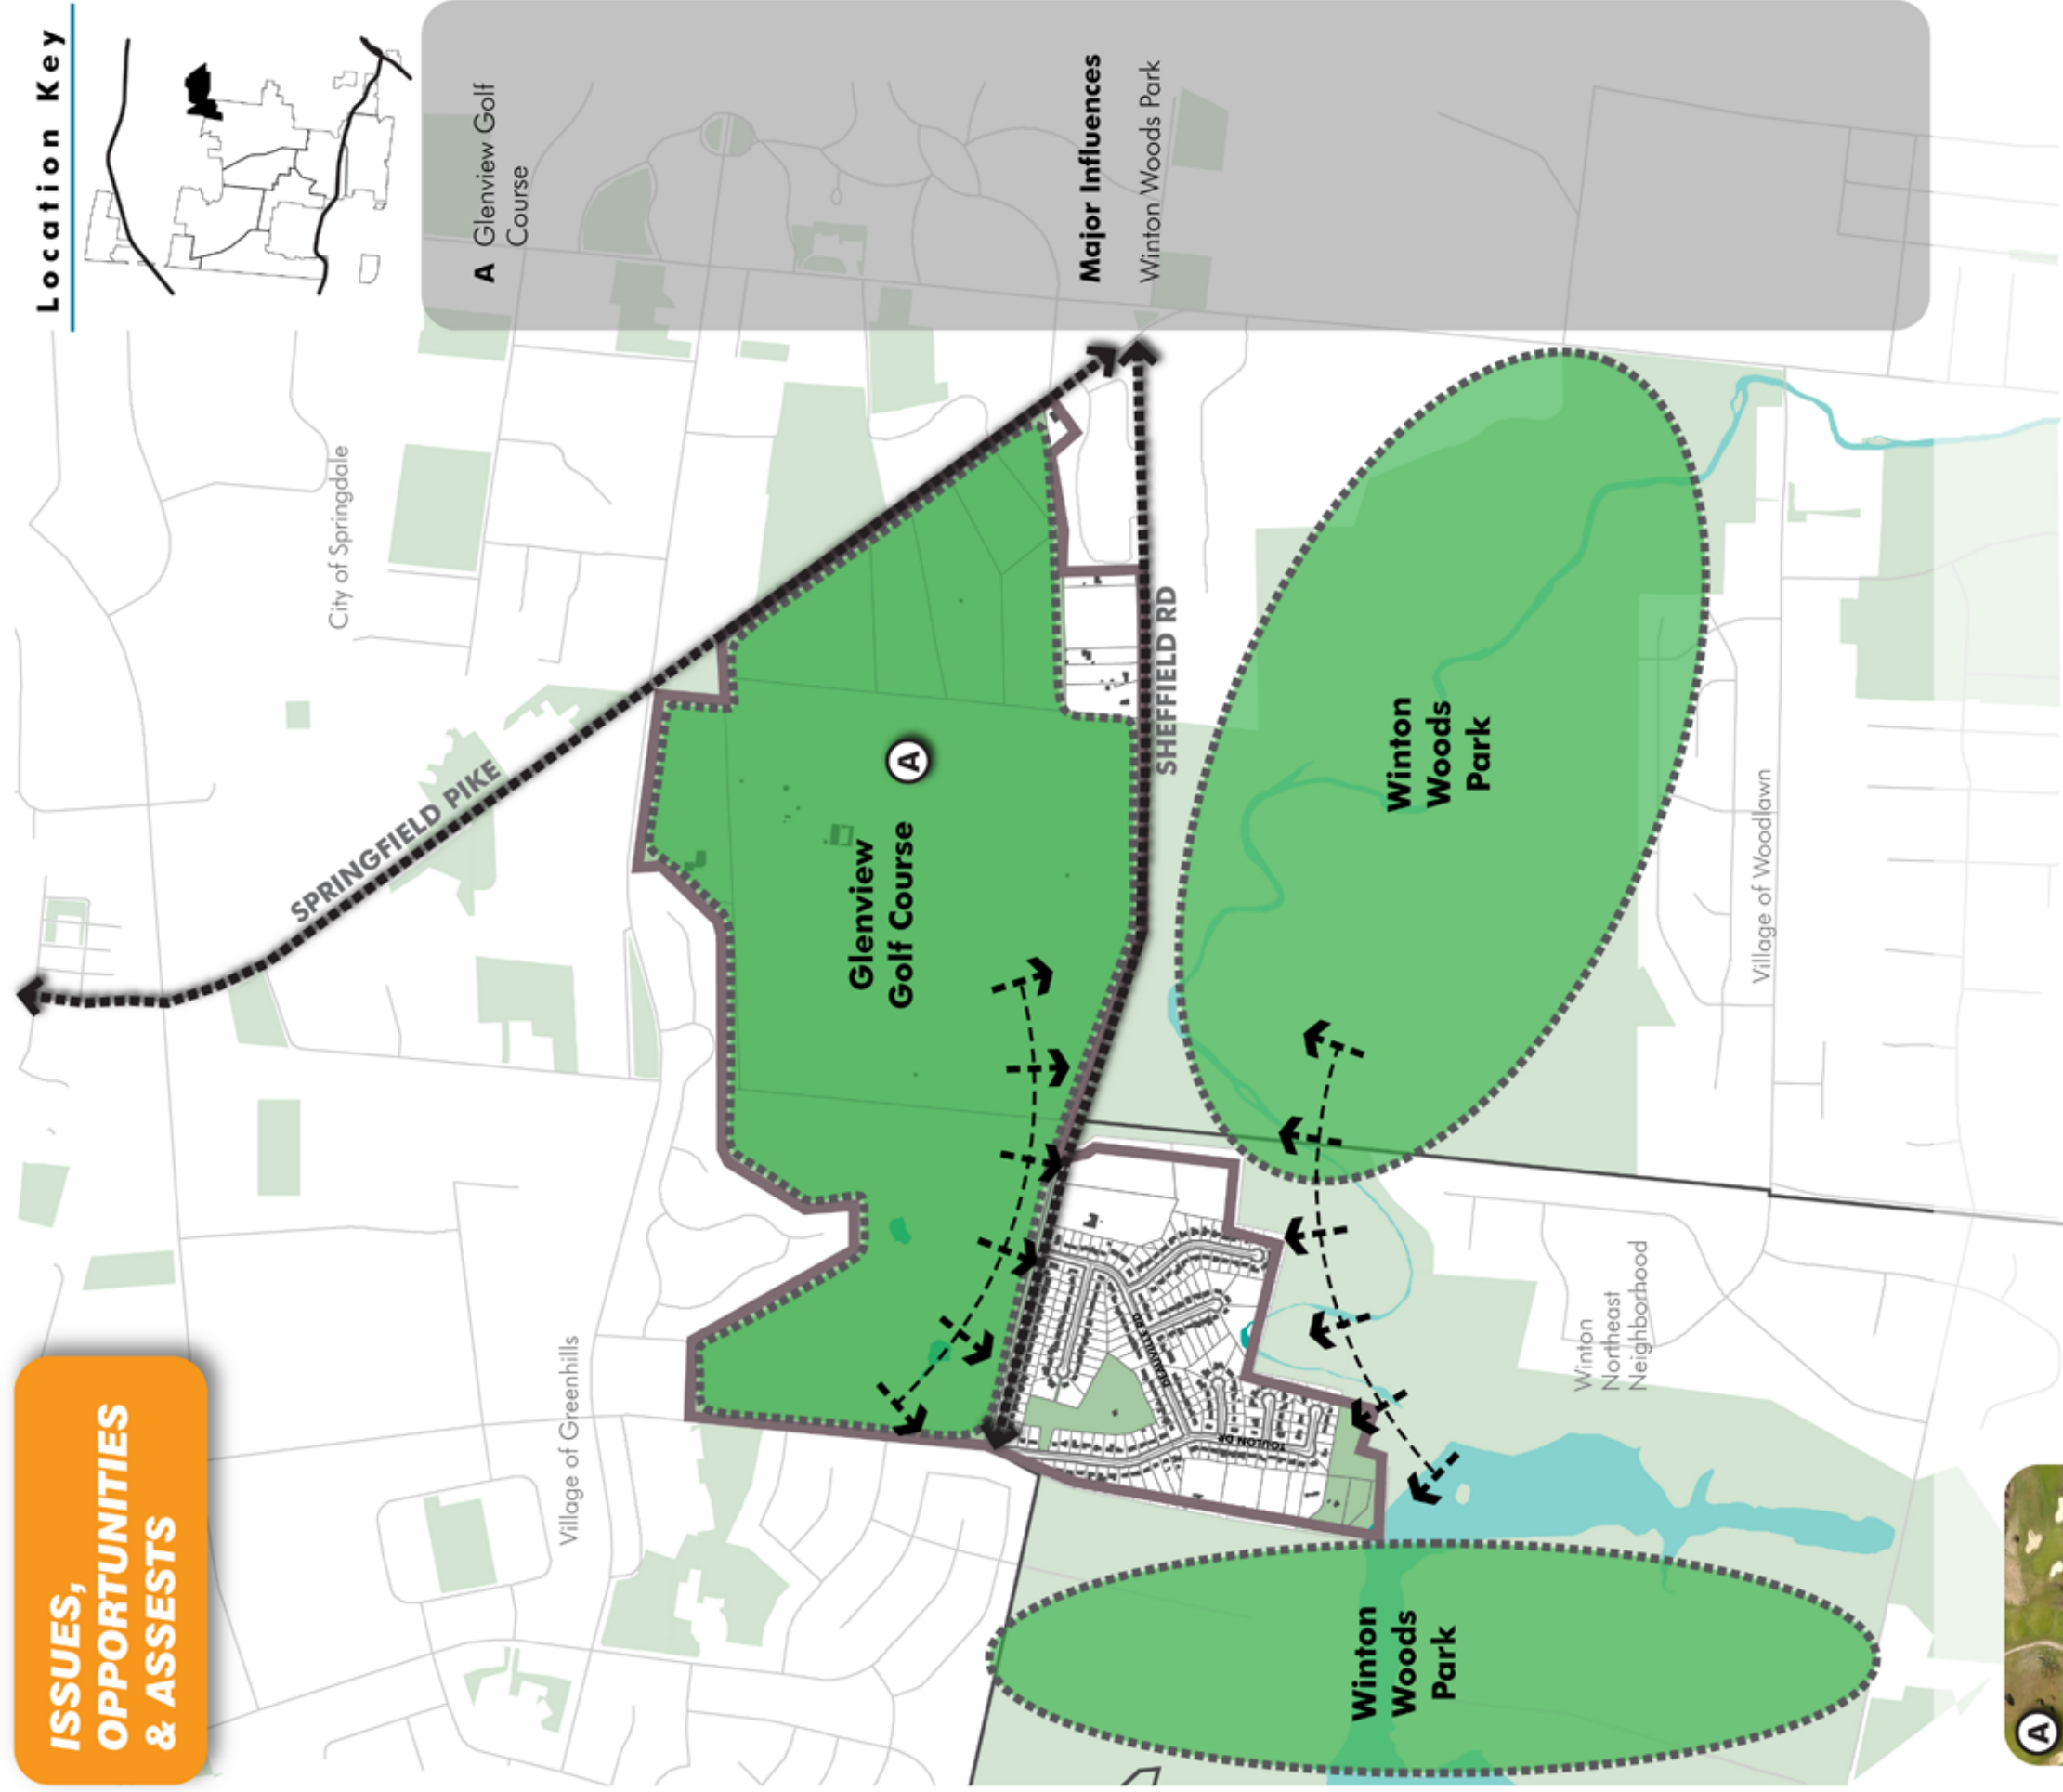 ISSUES,
OPPORTUNITIES
& ASSESTS
Location Key
A Glenview Golf
Course
Major Influences
Winton Woods Park
City of Springdale
SPRINGFIELD PIKE
Village of Greenhills
A
Glenview
Golf Course
SHEFFIELD RD
DEAUVILLE RD
TOULON DR
Winton
Woods
Park
Winton
Woods
Park
Village of Woodlawn
Winton
Northeast
Neighborhood
A